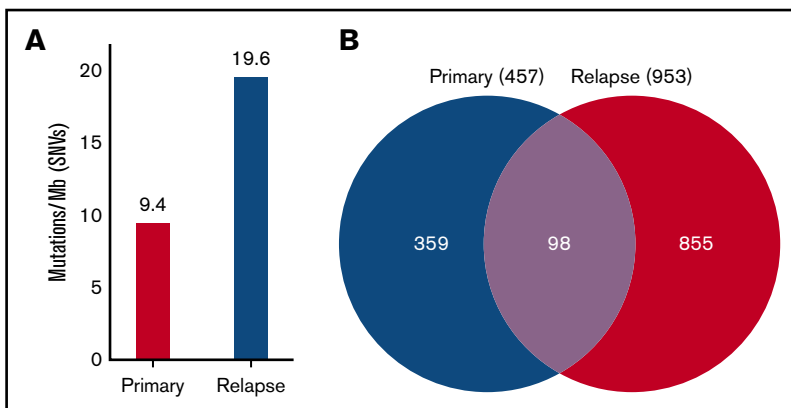 A
Mutations/Mb (SNVs)
20
15
10
5
0
9.4
19.6
Primary Relapse
B
Primary (457) Relapse (953)
359 98 855